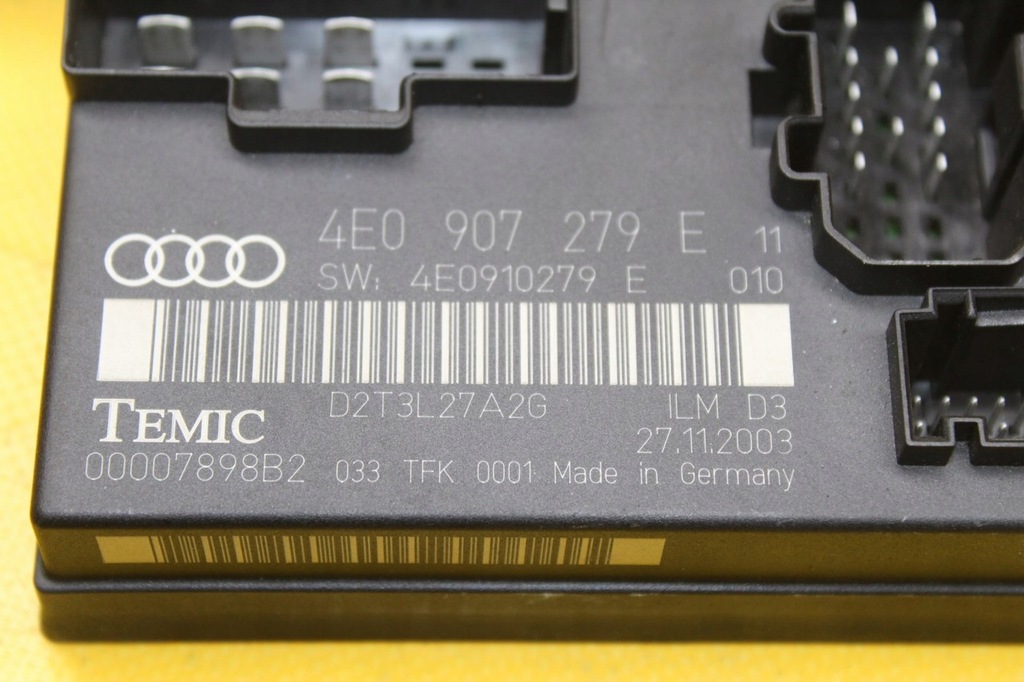 4E0 907 279 E 11
SW: 4E0910279 E 010
D2T3L27A2G ILM D3
TEMIC 27.11.2003
00007898B2 033 TFK 0001 Made in Germany